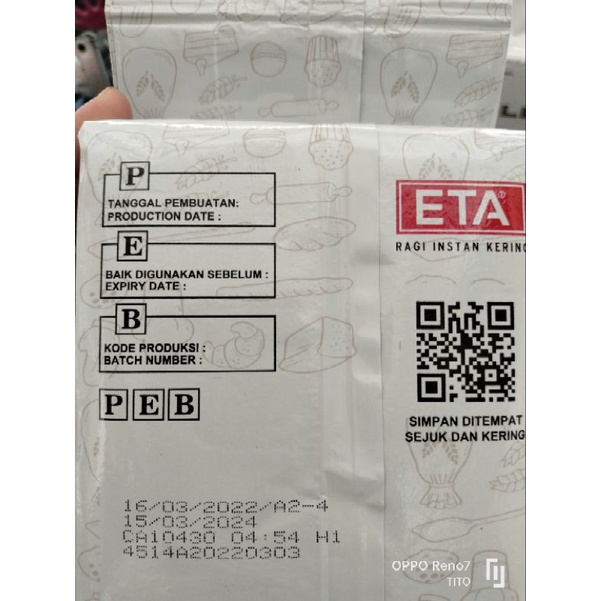 P
TANGGAL PEMBUATAN:
PRODUCTION DATE :
E
BAIK DIGUNAKAN SEBELUM :
EXPIRY DATE :
B
KODE PRODUKSI :
BATCH NUMBER :
P E B
16/03/2022/A2-4
15/03/2024
CA10430 04:54 H1
4514A20220303
ETA®
RAGI INSTAN KERING
SIMPAN DITEMPAT
SEJUK DAN KERING
OPPO Reno7
TITO